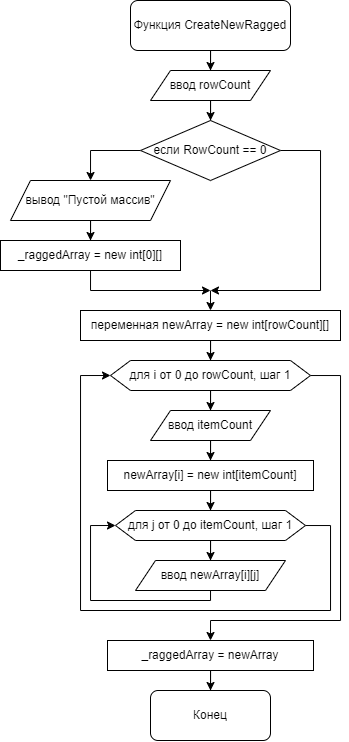 Функция CreateNewRagged
ввод rowCount
если RowCount == 0
вывод "Пустой массив"
_raggedArray = new int[0][]
переменная newArray = new int[rowCount][]
для i от 0 до rowCount, шаг 1
ввод itemCount
newArray[i] = new int[itemCount]
для j от 0 до itemCount, шаг 1
ввод newArray[i][j]
_raggedArray = newArray
Конец